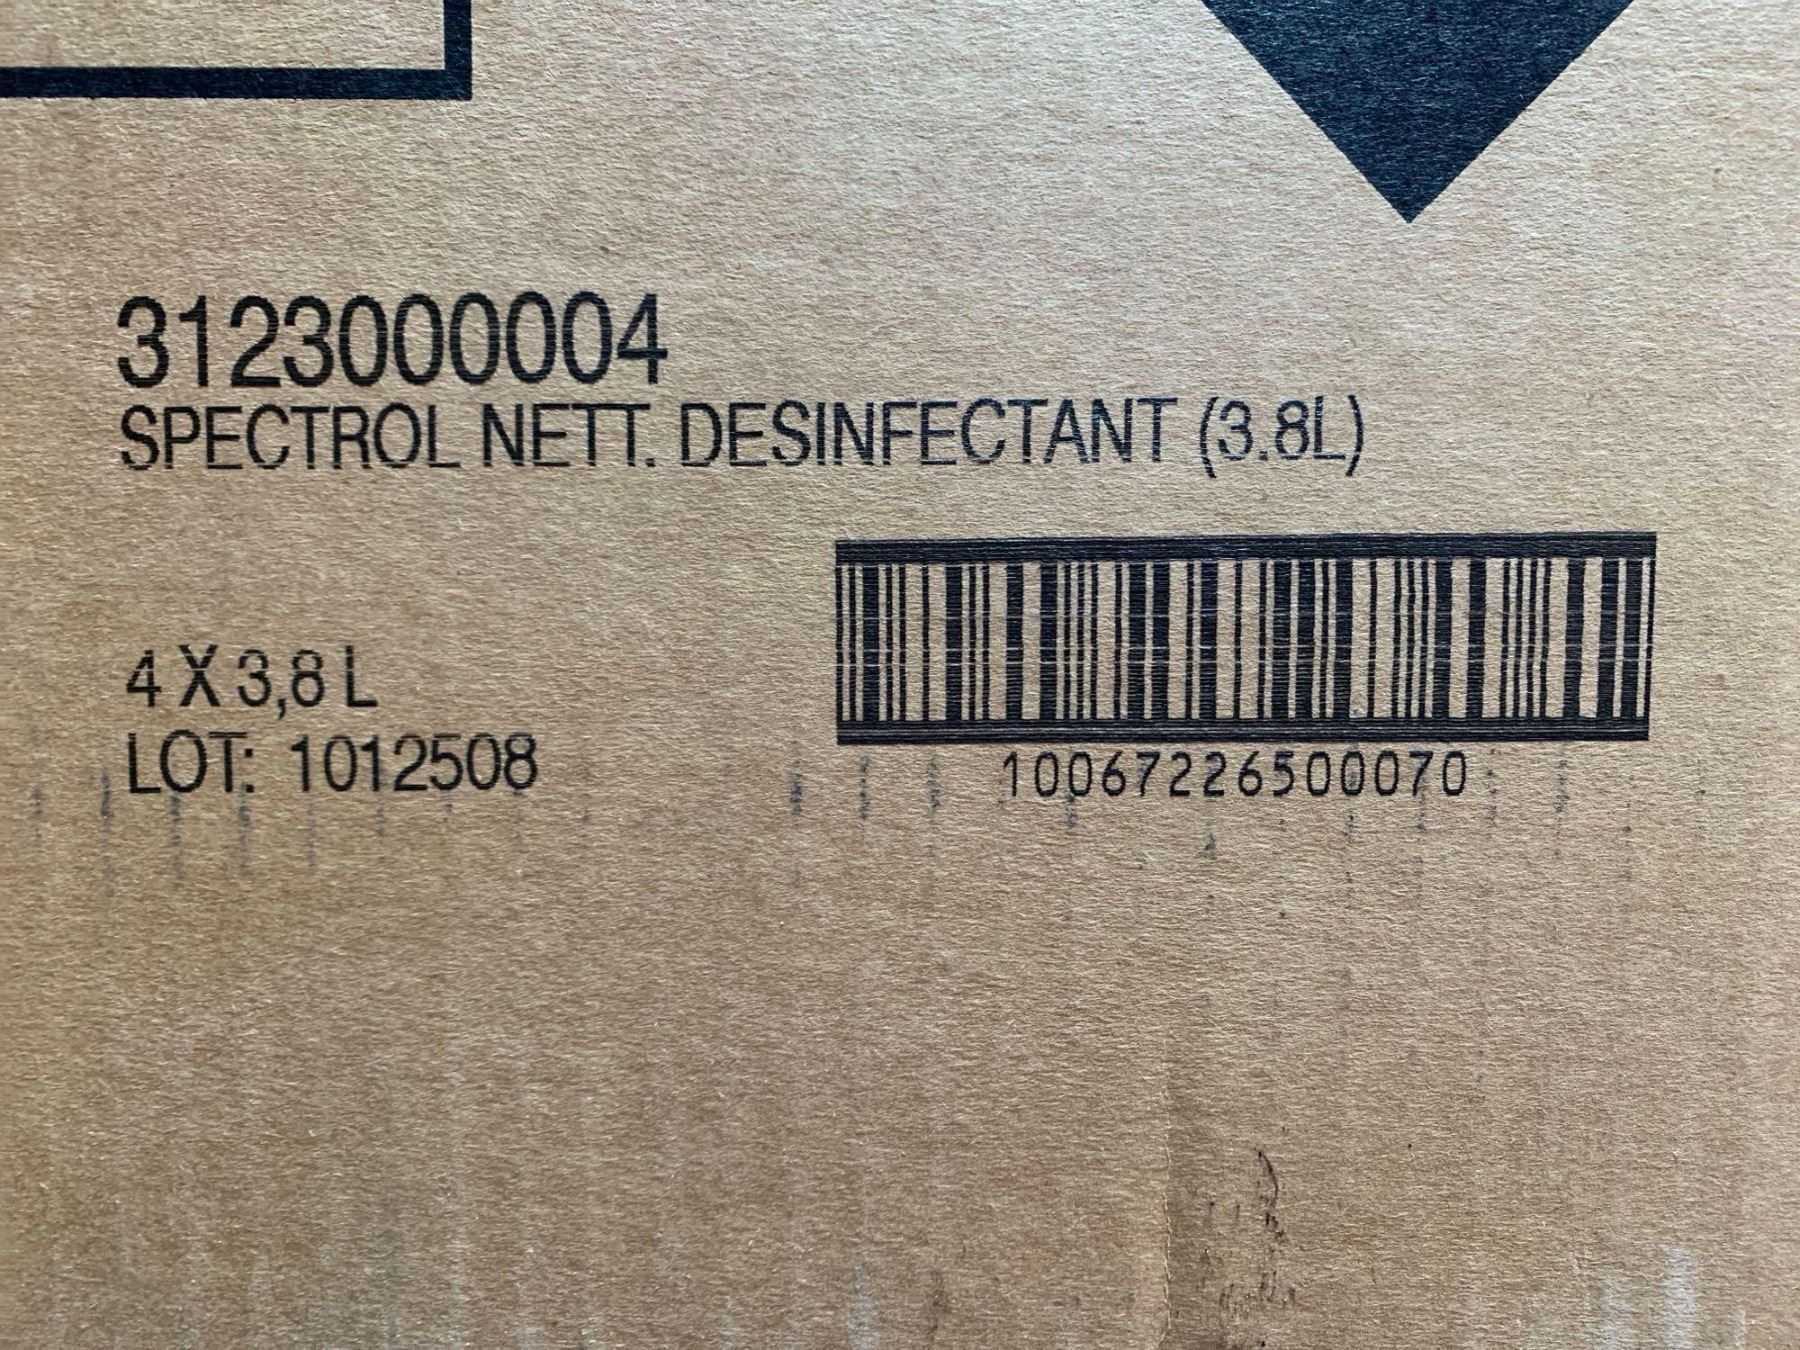 3123000004
SPECTROL NETT. DESINFECTANT (3.8L)
4 X 3,8 L
LOT: 1012508
10067226500070